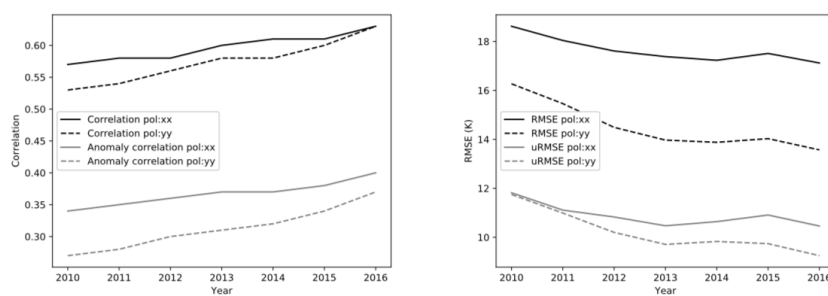 0.60
0.55
0.50
0.45
0.40
0.35
0.30
Correlation
Correlation pol:xx
Correlation pol:yy
Anomaly correlation pol:xx
Anomaly correlation pol:yy
2010 2011 2012 2013 2014 2015 2016
Year
18
16
14
12
10
RMSE (K)
RMSE pol:xx
RMSE pol:yy
uRMSE pol:xx
uRMSE pol:yy
2010 2011 2012 2013 2014 2015 2016
Year